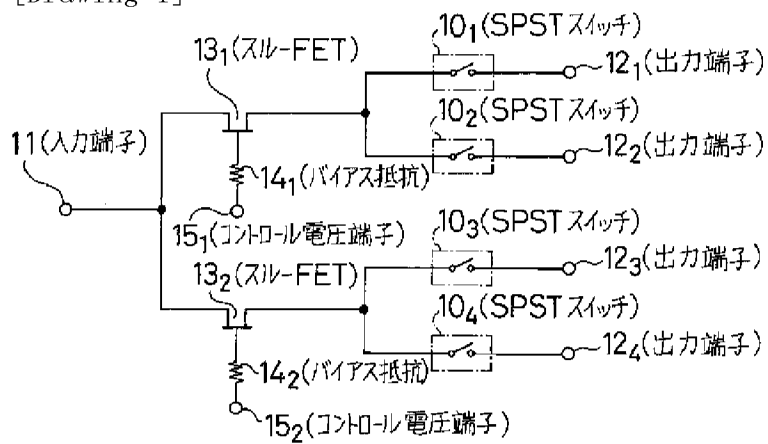 [Drawing 1]
10₁(SPSTスイッチ)
13₁(スルーFET)
12₁(出力端子)
10₂(SPSTスイッチ)
11(入力端子)
12₂(出力端子)
14₁(バイアス抵抗)
15₁(コントロール電圧端子)
10₃(SPSTスイッチ)
13₂(スルーFET)
12₃(出力端子)
10₄(SPSTスイッチ)
12₄(出力端子)
14₂(バイアス抵抗)
15₂(コントロール電圧端子)